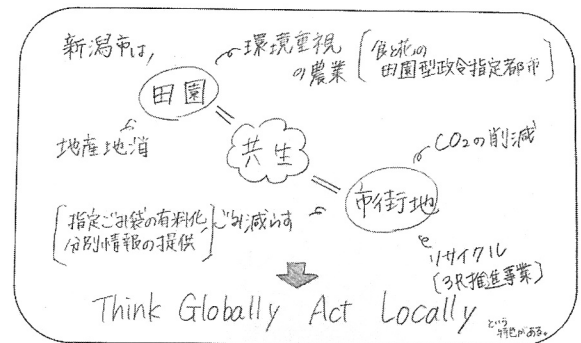 新潟市は,
環境重視
の農業
食と花の
田園型政令指定都市
田園
地産地消
共生
CO2の削減
市街地
指定ごみ袋の有料化
分別情報の提供
ごみ減らす
リサイクル
3R推進事業
Think Globally Act Locally
という
特色がある。